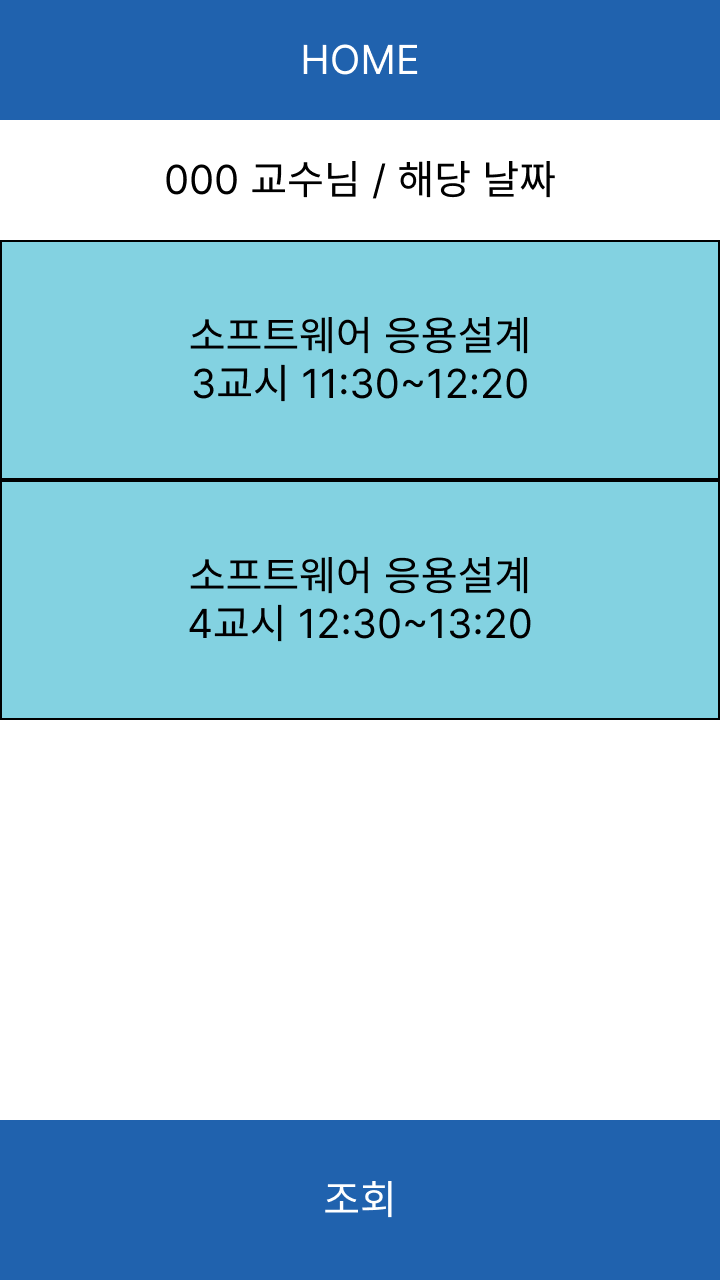 HOME
000 교수님 / 해당 날짜
소프트웨어 응용설계
3교시 11:30~12:20
소프트웨어 응용설계
4교시 12:30~13:20
조회